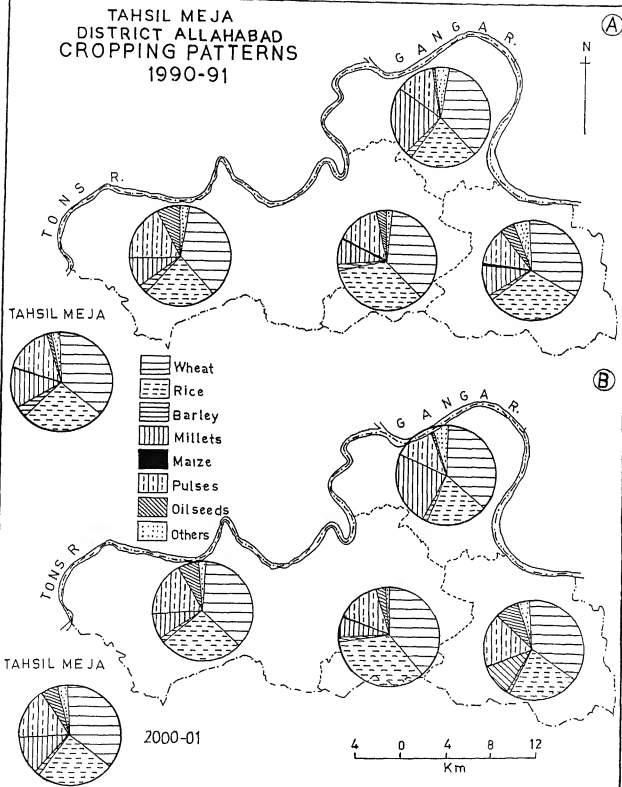 TAHSIL MEJA
DISTRICT ALLAHABAD
CROPPING PATTERNS
1990-91
A
GANGA R.
N
TONS R.
TAHSIL MEJA
Wheat
Rice
Barley
Millets
Maize
Pulses
Oilseeds
Others
B
GANGA R.
TONS R
TAHSIL MEJA
2000-01
4 0 4 8 12
Km